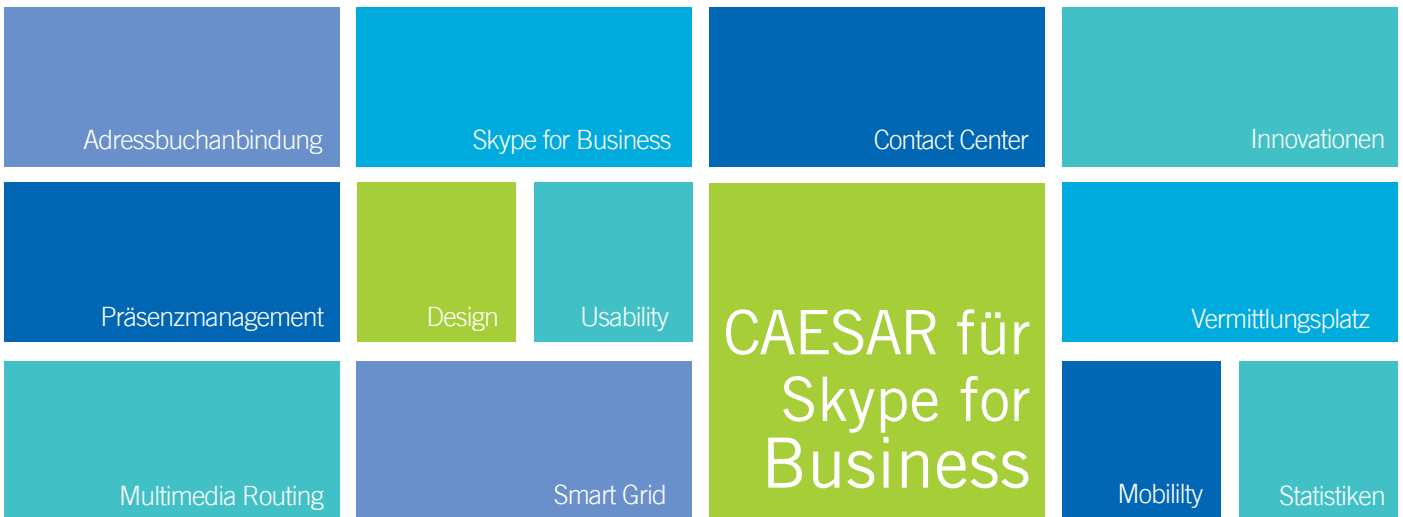 Adressbuchanbindung
Skype for Business
Contact Center
Innovationen
Präsenzmanagement
Design
Usability
CAESAR für
Skype for
Business
Vermittlungsplatz
Multimedia Routing
Smart Grid
Mobililty
Statistiken